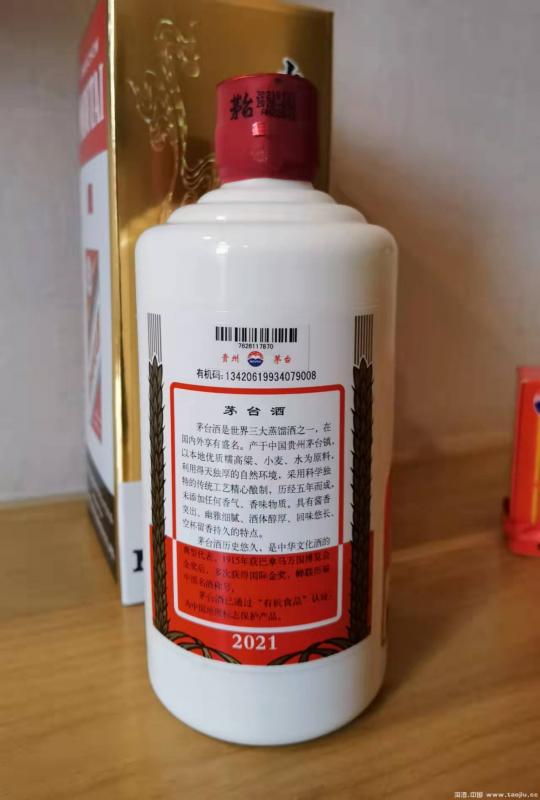 茅台
7626117870
贵州 茅台
有机码:13420619934079008
茅台酒
茅台酒是世界三大蒸馏酒之一，在
国内外享有盛名。产于中国贵州茅台镇，
以本地优质糯高粱、小麦、水为原料，
利用得天独厚的自然环境，采用科学独
特的传统工艺精心酿制，历经五年而成，
未添加任何香气、香味物质。具有酱香
突出、幽雅细腻、酒体醇厚、回味悠长、
空杯留香持久的特点。
茅台酒历史悠久、是中华文化酒的
典型代表，1915年获巴拿马万国博览会
金奖后，多次获得国际金奖，蝉联历届
中国名酒称号。
茅台酒已通过“有机食品”认证，
为中国地理标志保护产品。
2021
www.taojiu.cc